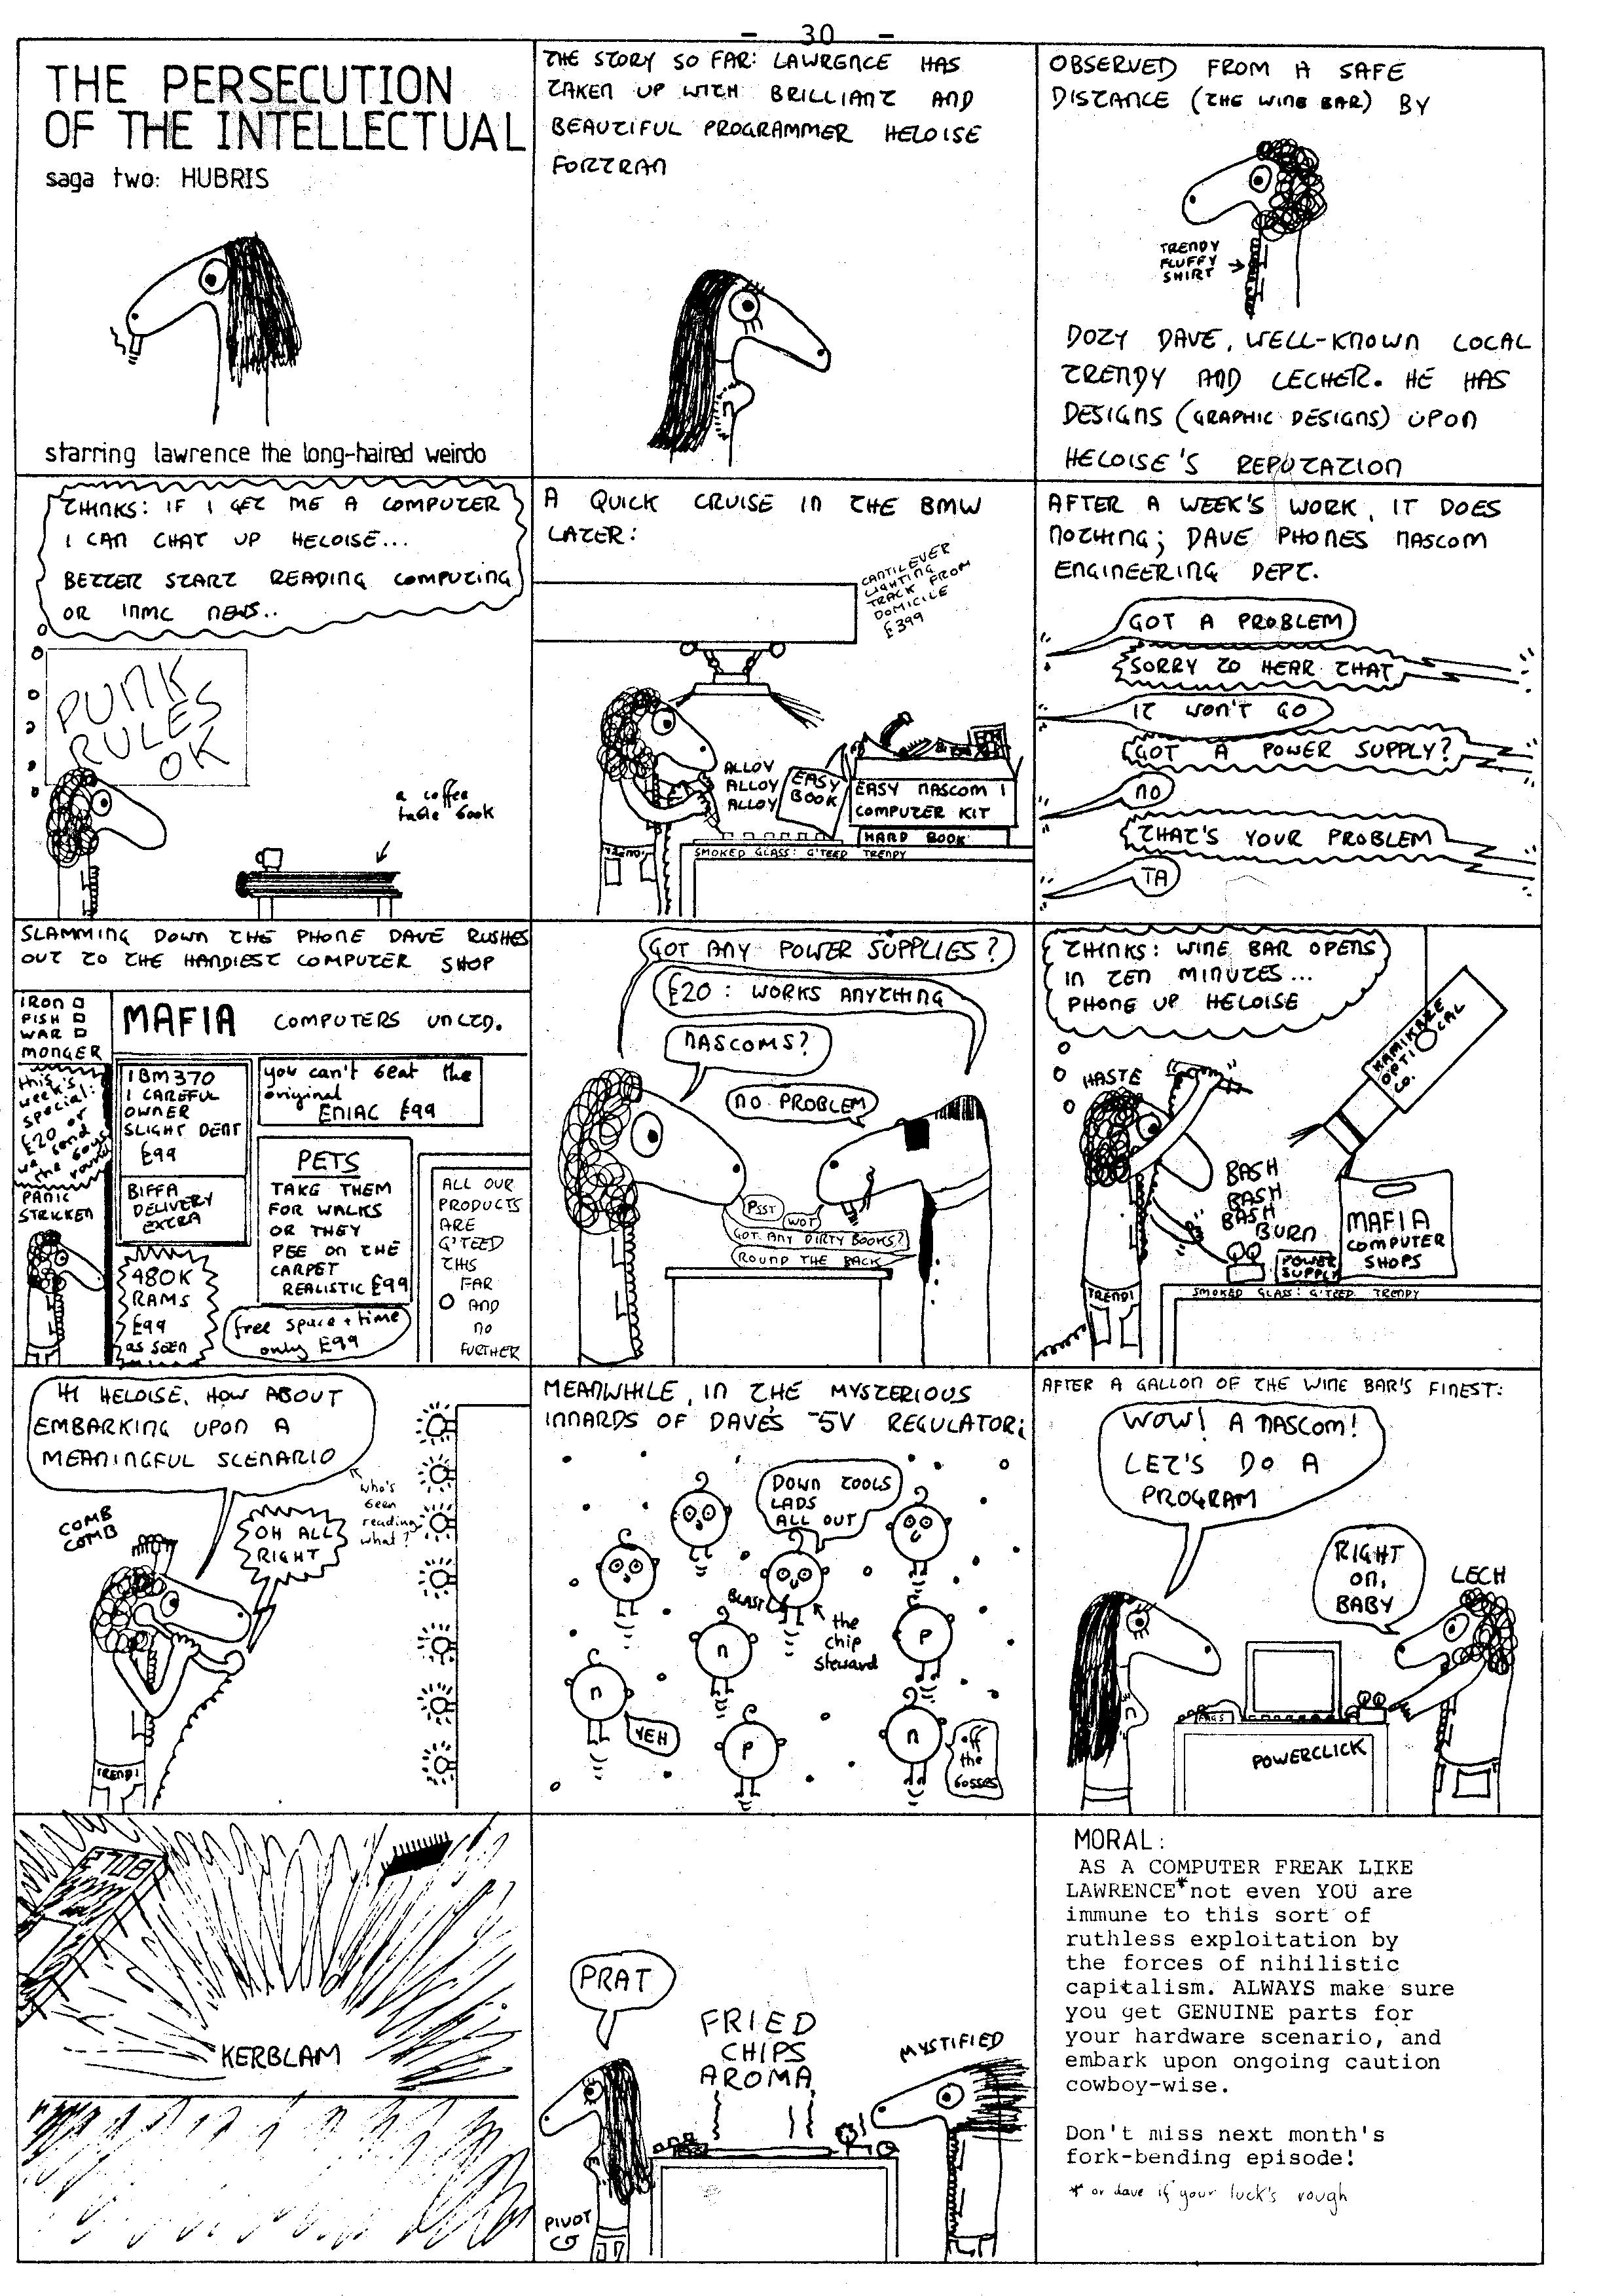 - 30 -
THE PERSECUTION
OF THE INTELLECTUAL
saga two: HUBRIS
starring lawrence the long-haired weirdo
THE STORY SO FAR: LAWRENCE HAS
TAKEN UP WITH BRILLIANT AND
BEAUTIFUL PROGRAMMER HELOISE
FORTRAN
OBSERVED FROM A SAFE
DISTANCE (THE WINE BAR) BY
TRENDY
FLUFFY
SHIRT
DOZY DAVE, WELL-KNOWN LOCAL
TRENDY AND LECHER. HE HAS
DESIGNS (GRAPHIC DESIGNS) UPON
HELOISE'S REPUTATION
THINKS: IF I GET ME A COMPUTER
I CAN CHAT UP HELOISE...
BETTER START READING COMPUTING
OR INMC NEWS..
PUNK
RULES
OK
a coffee
table book
A QUICK CRUISE IN THE BMW
LATER:
CANTILEVER
LIGHTING
TRACK FROM
DOMICILE
£399
ALLOY
ALLOY
ALLOY
EASY
BOOK
EASY NASCOM 1
COMPUTER KIT
HARD BOOK
TRENDI
SMOKED GLASS: G'TEED TRENDY
AFTER A WEEK'S WORK, IT DOES
NOTHING; DAVE PHONES NASCOM
ENGINEERING DEPT.
GOT A PROBLEM
SORRY TO HEAR THAT
IT WON'T GO
GOT A POWER SUPPLY?
NO
THAT'S YOUR PROBLEM
TA
SLAMMING DOWN THE PHONE DAVE RUSHES
OUT TO THE HANDIEST COMPUTER SHOP
IRON
FISH
WAR
MONGER
MAFIA COMPUTERS UNLTD.
this week's
special:
£20 or
we send
the boys
round
PANIC
STRICKEN
IBM 370
1 CAREFUL
OWNER
SLIGHT DENT
£99
BIFFA
DELIVERY
EXTRA
480K
RAMS
£99
as seen
you can't beat the
original
ENIAC £99
PETS
TAKE THEM
FOR WALKS
OR THEY
PEE ON THE
CARPET
REALISTIC £99
free space + time
only £99
ALL OUR
PRODUCTS
ARE
G'TEED
THIS
FAR
AND
NO
FURTHER
GOT ANY POWER SUPPLIES?
£20: WORKS ANYTHING
NASCOMS?
NO PROBLEM
PSST
WOT
GOT ANY DIRTY BOOKS?
ROUND THE BACK
THINKS: WINE BAR OPENS
IN TEN MINUTES...
PHONE UP HELOISE
HASTE
KAMIKAZE
OPTICAL
CO.
BASH
BASH
BASH
BURN
POWER
SUPPLY
MAFIA
COMPUTER
SHOPS
TRENDI
SMOKED GLASS: G'TEED TRENDY
HI HELOISE, HOW ABOUT
EMBARKING UPON A
MEANINGFUL SCENARIO
who's
been
reading
what?
COMB
COMB
OH ALL
RIGHT
TRENDI
MEANWHILE, IN THE MYSTERIOUS
INNARDS OF DAVE'S -5V REGULATOR:
DOWN TOOLS
LADS
ALL OUT
BLAST
the
chip
steward
n
p
n
YEH
p
n
off
the
bosses
AFTER A GALLON OF THE WINE BAR'S FINEST:
WOW! A NASCOM!
LET'S DO A
PROGRAM
RIGHT
ON,
BABY
LECH
FAGS
POWERCLICK
2708
KERBLAM
PRAT
FRIED
CHIPS
AROMA
MYSTIFIED
PIVOT
MORAL:
AS A COMPUTER FREAK LIKE
LAWRENCE* not even YOU are
immune to this sort of
ruthless exploitation by
the forces of nihilistic
capitalism. ALWAYS make sure
you get GENUINE parts for
your hardware scenario, and
embark upon ongoing caution
cowboy-wise.
Don't miss next month's
fork-bending episode!
* or dave if your luck's rough